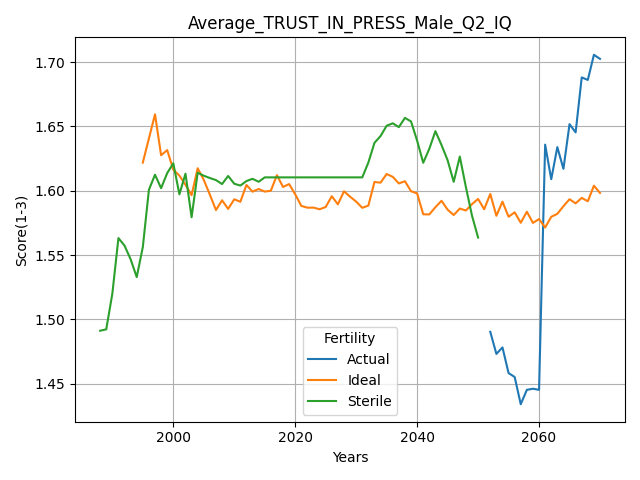 Average_TRUST_IN_PRESS_Male_Q2_IQ
Score(1-3)
1.70
1.65
1.60
1.55
1.50
1.45
Fertility
Actual
Ideal
Sterile
2000
2020
2040
2060
Years